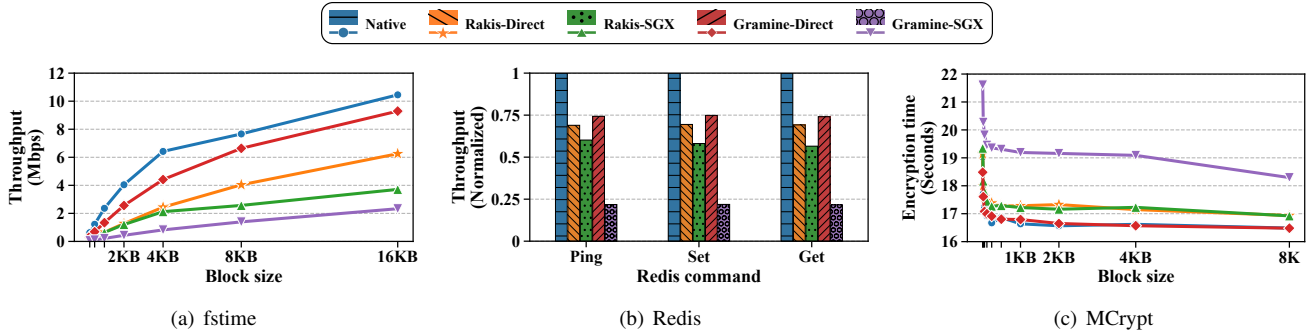 Native Rakis-Direct Rakis-SGX Gramine-Direct Gramine-SGX
Throughput
(Mbps)
12
10
8
6
4
2
0
2KB 4KB 8KB 16KB
Block size
(a) fstime
Throughput
(Normalized)
1
0.75
0.5
0.25
0
Ping Set Get
Redis command
(b) Redis
Encryption time
(Seconds)
22
21
20
19
18
17
16
1KB 2KB 4KB 8K
Block size
(c) MCrypt